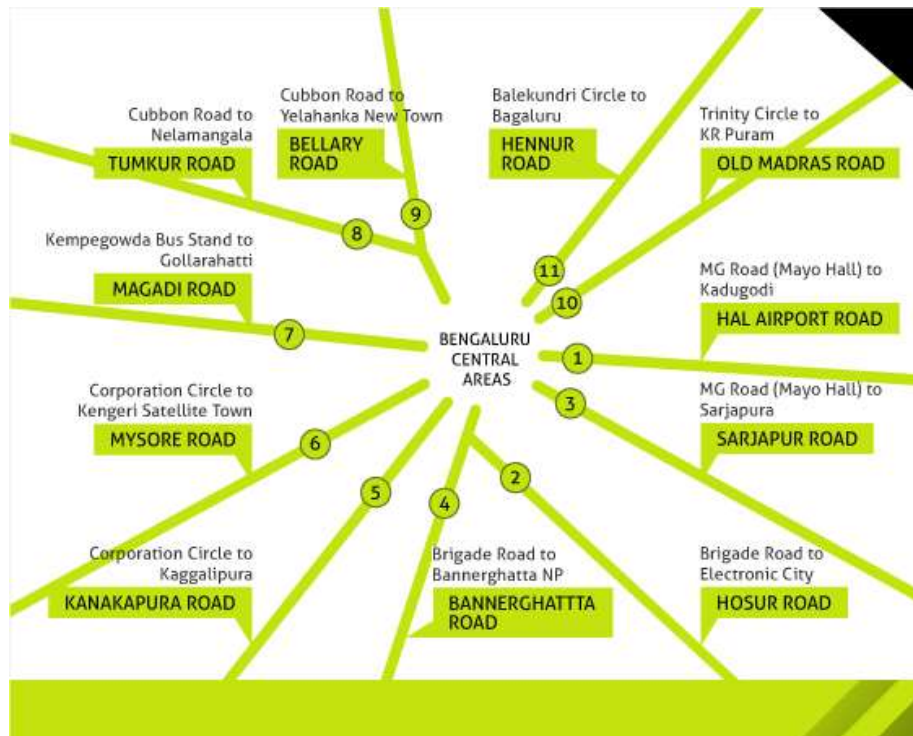 Cubbon Road to
Nelamangala
TUMKUR ROAD
Cubbon Road to
Yelahanka New Town
BELLARY
ROAD
Balekundri Circle to
Bagaluru
HENNUR
ROAD
Trinity Circle to
KR Puram
OLD MADRAS ROAD
9
8
11
10
Kempegowda Bus Stand to
Gollarahatti
MAGADI ROAD
7
MG Road (Mayo Hall) to
Kadugodi
HAL AIRPORT ROAD
1
BENGALURU
CENTRAL
AREAS
Corporation Circle to
Kengeri Satellite Town
MYSORE ROAD
6
3
MG Road (Mayo Hall) to
Sarjapura
SARJAPUR ROAD
5
4
2
Corporation Circle to
Kaggalipura
KANAKAPURA ROAD
Brigade Road to
Bannerghatta NP
BANNERGHATTTA
ROAD
Brigade Road to
Electronic City
HOSUR ROAD